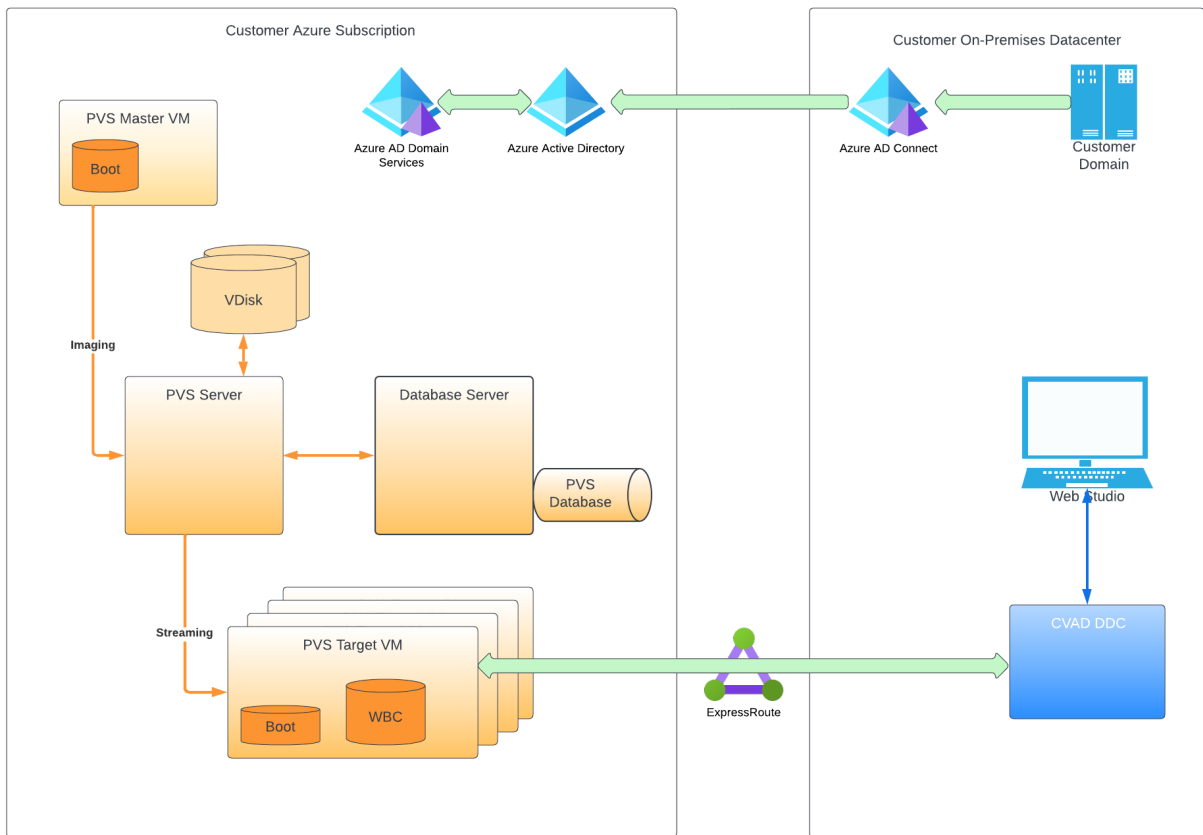 Customer Azure Subscription
Customer On-Premises Datacenter
PVS Master VM
Boot
Azure AD Domain
Services
Azure Active Directory
Azure AD Connect
Customer
Domain
VDisk
Imaging
PVS Server
Database Server
PVS
Database
Web Studio
Streaming
PVS Target VM
Boot
WBC
ExpressRoute
CVAD DDC